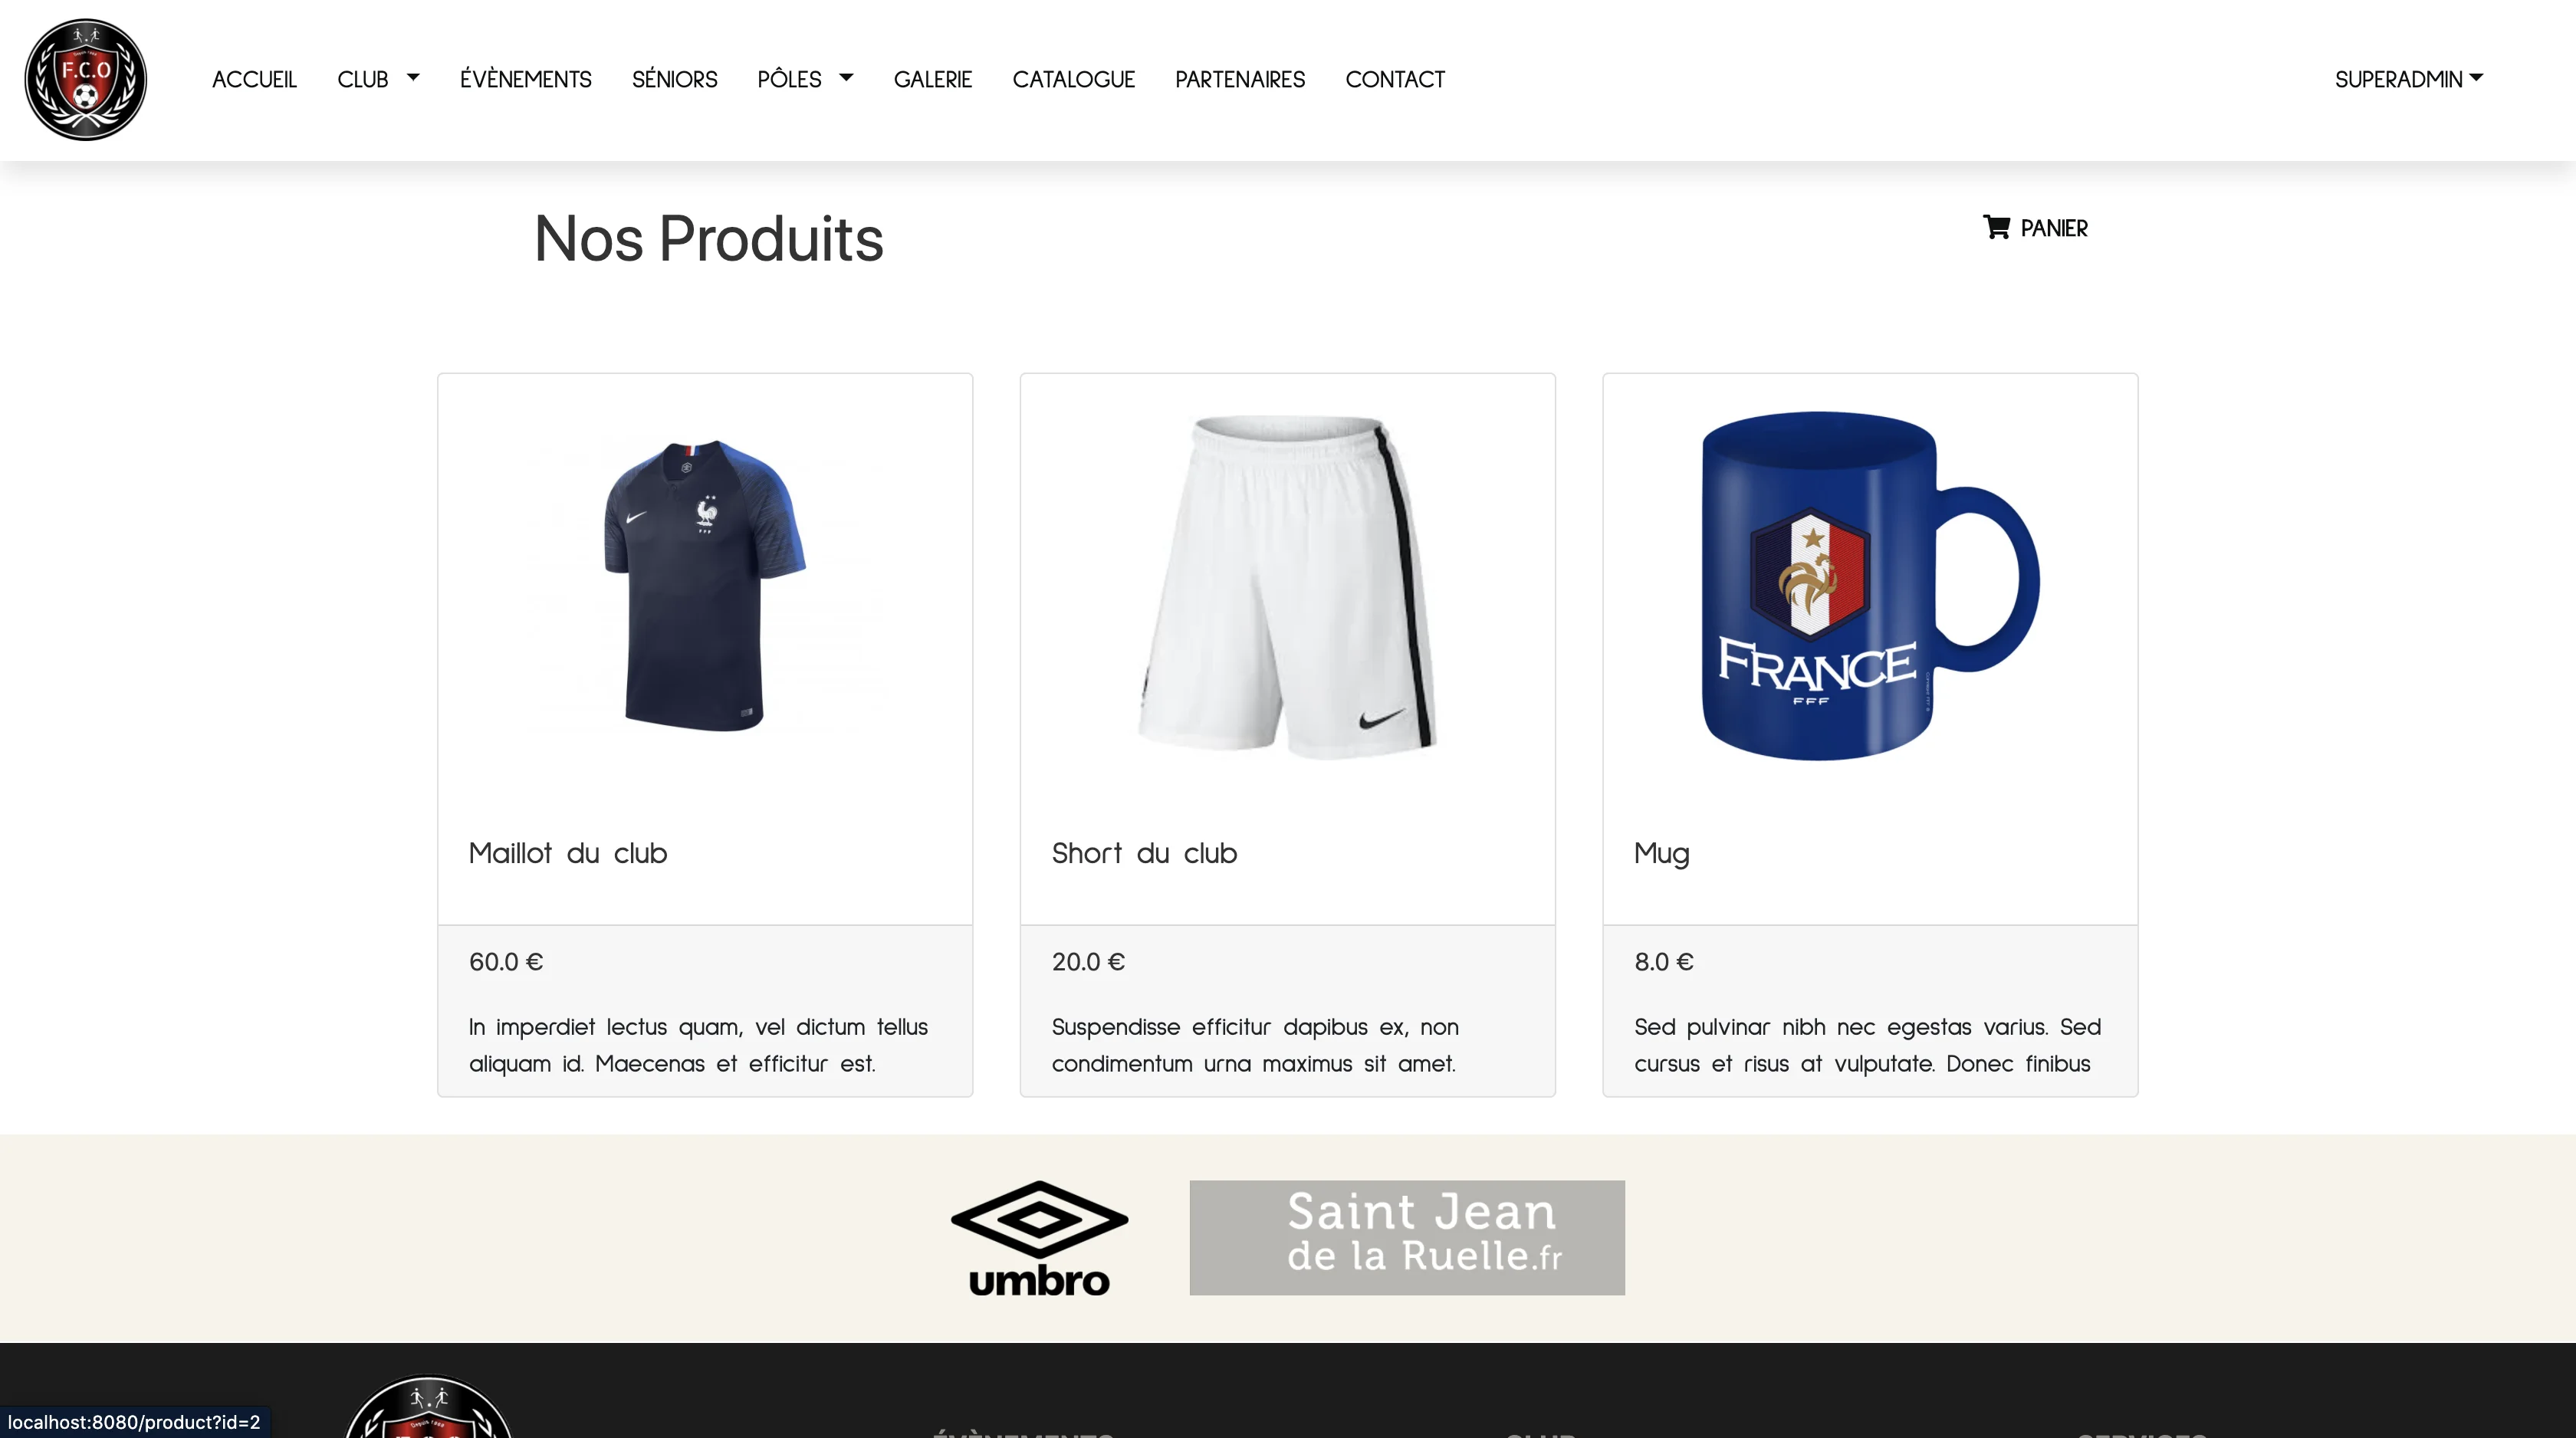 F.C.O
ACCUEIL
CLUB
ÉVÈNEMENTS
SÉNIORS
PÔLES
GALERIE
CATALOGUE
PARTENAIRES
CONTACT
SUPERADMIN
Nos Produits
PANIER
FFF
FRANCE
FFF
Maillot du club
Short du club
Mug
60.0 €
20.0 €
8.0 €
In imperdiet lectus quam, vel dictum tellus
aliquam id. Maecenas et efficitur est.
Suspendisse efficitur dapibus ex, non
condimentum urna maximus sit amet.
Sed pulvinar nibh nec egestas varius. Sed
cursus et risus at vulputate. Donec finibus
umbro
Saint Jean
de la Ruelle.fr
localhost:8080/product?id=2
ÉVÈNEMENTS
CLUB
SERVICES